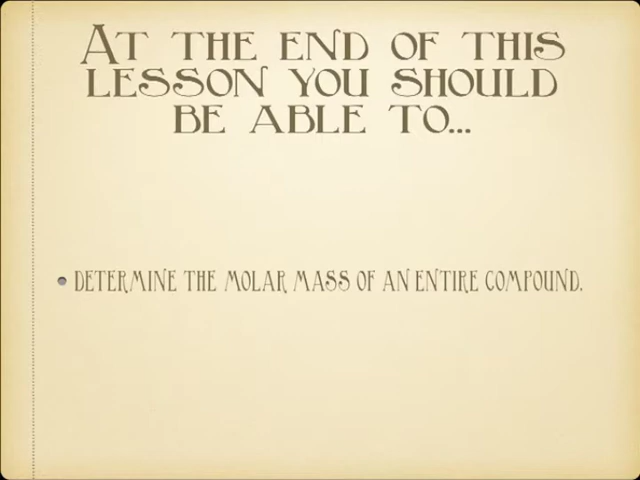 At the end of this
lesson you should
be able to...
• determine the molar mass of an entire compound.